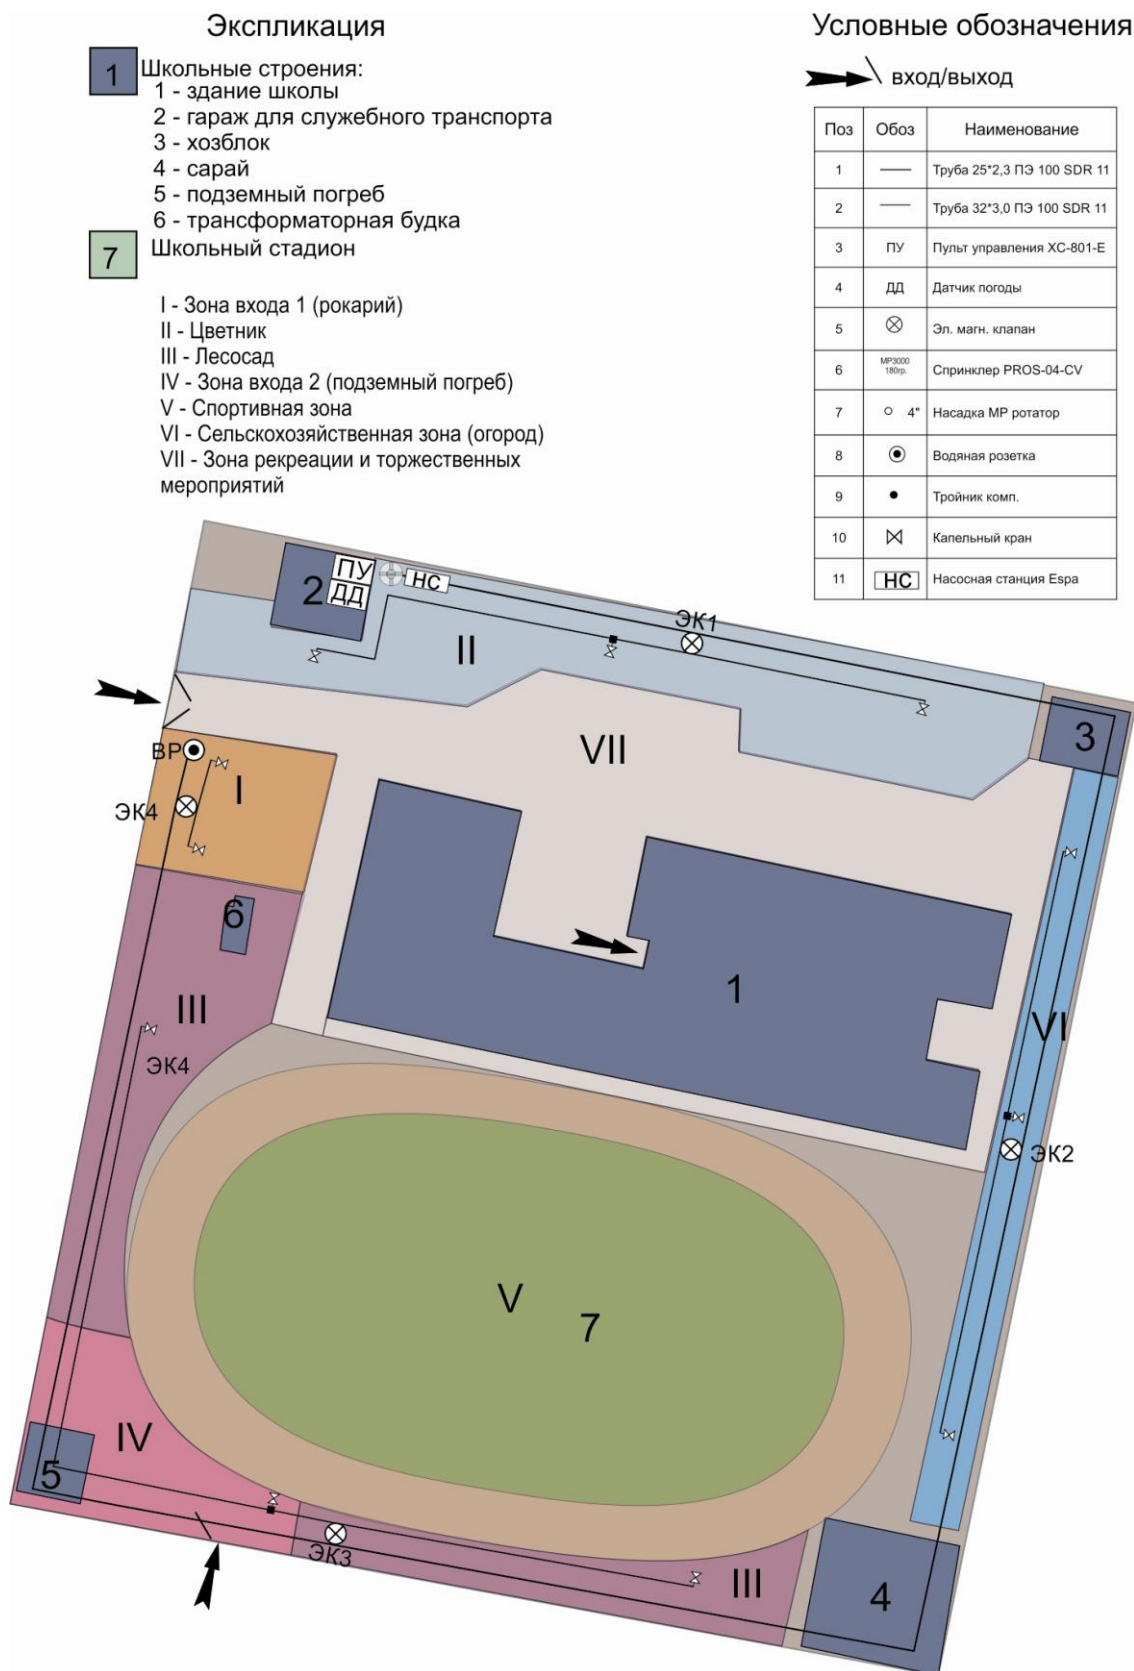 Экспликация
1
Школьные строения:
1 - здание школы
2 - гараж для служебного транспорта
3 - хозблок
4 - сарай
5 - подземный погреб
6 - трансформаторная будка
7
Школьный стадион
I - Зона входа 1 (рокарий)
II - Цветник
III - Лесосад
IV - Зона входа 2 (подземный погреб)
V - Спортивная зона
VI - Сельскохозяйственная зона (огород)
VII - Зона рекреации и торжественных
мероприятий
Условные обозначения
вход/выход
Поз Обоз Наименование
1 Труба 25*2,3 ПЭ 100 SDR 11
2 Труба 32*3,0 ПЭ 100 SDR 11
3 ПУ Пульт управления XC-801-E
4 ДД Датчик погоды
5 Эл. магн. клапан
6 MP3000 180гр. Спринклер PROS-04-CV
7 4" Насадка МР ротатор
8 Водяная розетка
9 Тройник комп.
10 Капельный кран
11 НС Насосная станция Espa
2
ПУ
ДД
НС
ЭК1
II
3
VII
ВР
I
ЭК4
6
1
III
VI
ЭК4
ЭК2
V
7
IV
5
ЭК3
III
4